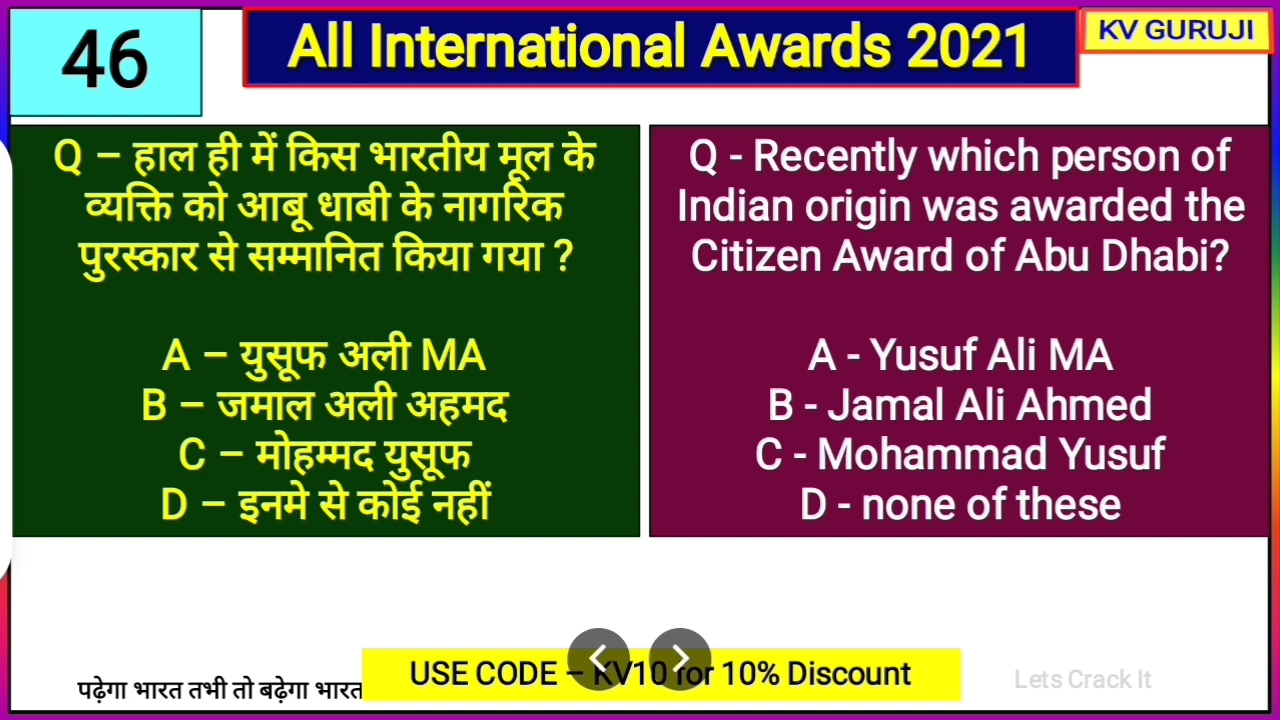 46
All International Awards 2021
KV GURUJI
Q – हाल ही में किस भारतीय मूल के
व्यक्ति को आबू धाबी के नागरिक
पुरस्कार से सम्मानित किया गया ?
A – युसूफ अली MA
B – जमाल अली अहमद
C – मोहम्मद युसूफ
D – इनमे से कोई नहीं
Q - Recently which person of
Indian origin was awarded the
Citizen Award of Abu Dhabi?
A - Yusuf Ali MA
B - Jamal Ali Ahmed
C - Mohammad Yusuf
D - none of these
पढ़ेगा भारत तभी तो बढ़ेगा भारत
USE CODE – KV10 for 10% Discount
Lets Crack It